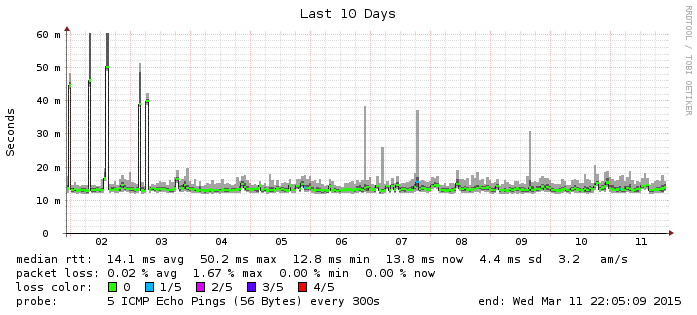 Last 10 Days
RRDTOOL / TOBI OETIKER
Seconds
60 m
50 m
40 m
30 m
20 m
10 m
0
02 03 04 05 06 07 08 09 10 11
median rtt: 14.1 ms avg 50.2 ms max 12.8 ms min 13.8 ms now 4.4 ms sd 3.2 am/s
packet loss: 0.02 % avg 1.67 % max 0.00 % min 0.00 % now
loss color: 0 1/5 2/5 3/5 4/5
probe: 5 ICMP Echo Pings (56 Bytes) every 300s end: Wed Mar 11 22:05:09 2015